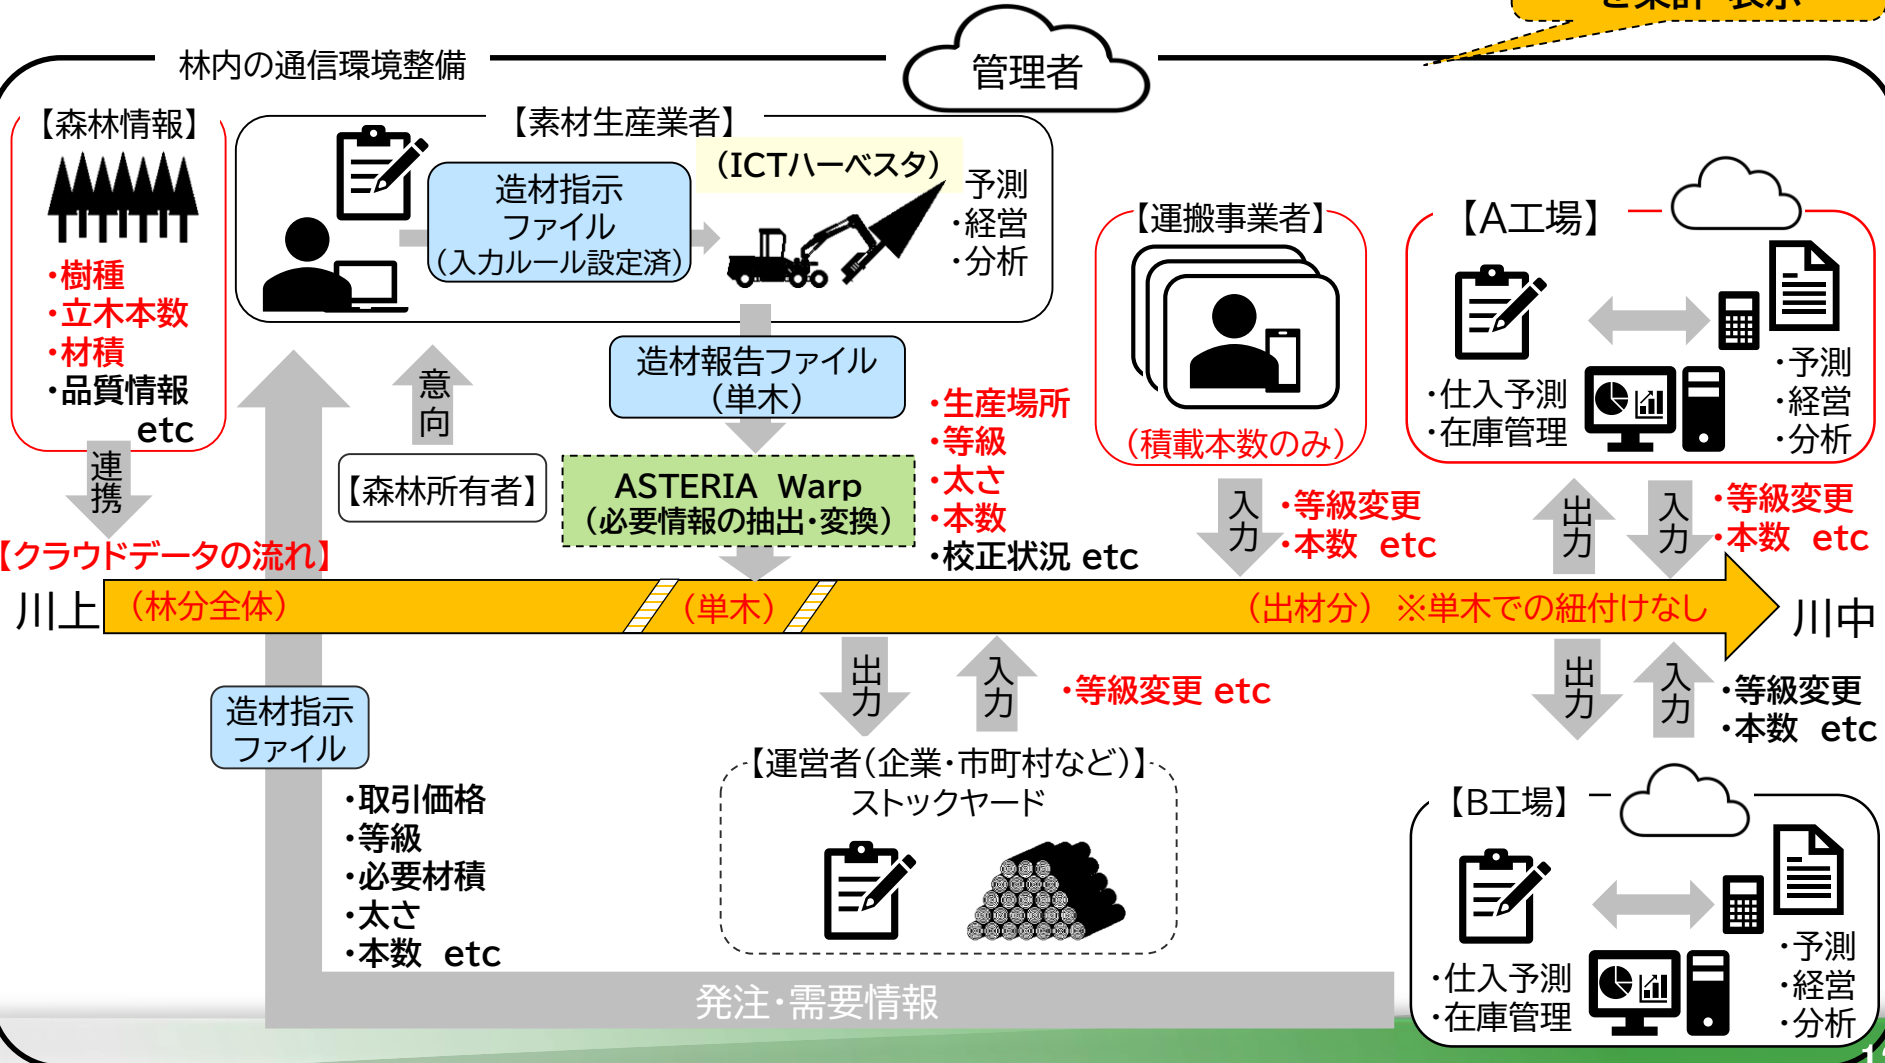 を集計・表示
林内の通信環境整備
管理者
【森林情報】
・樹種
・立木本数
・材積
・品質情報
etc
連携
【素材生産業者】
造材指示
ファイル
(入力ルール設定済)
(ICTハーベスタ)
予測
・経営
・分析
造材報告ファイル
(単木)
意向
【森林所有者】
ASTERIA Warp
(必要情報の抽出・変換)
・生産場所
・等級
・太さ
・本数
・校正状況 etc
【運搬事業者】
(積載本数のみ)
入力
・等級変更
・本数 etc
【A工場】
・仕入予測
・在庫管理
・予測
・経営
・分析
出力
入力
・等級変更
・本数 etc
【クラウドデータの流れ】
川上
(林分全体)
(単木)
(出材分) ※単木での紐付けなし
川中
造材指示
ファイル
・取引価格
・等級
・必要材積
・太さ
・本数 etc
出力
入力
・等級変更 etc
【運営者(企業・市町村など)】
ストックヤード
出力
入力
・等級変更
・本数 etc
【B工場】
・仕入予測
・在庫管理
・予測
・経営
・分析
発注・需要情報